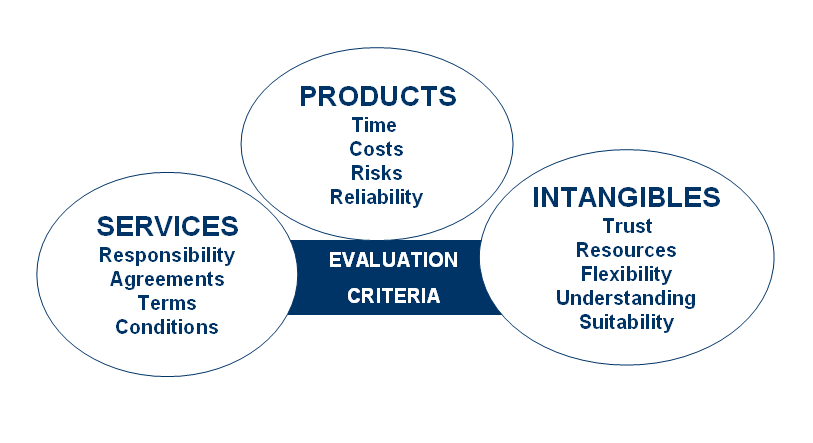 PRODUCTS
Time
Costs
Risks
Reliability
SERVICES
Responsibility
Agreements
Terms
Conditions
EVALUATION
CRITERIA
INTANGIBLES
Trust
Resources
Flexibility
Understanding
Suitability